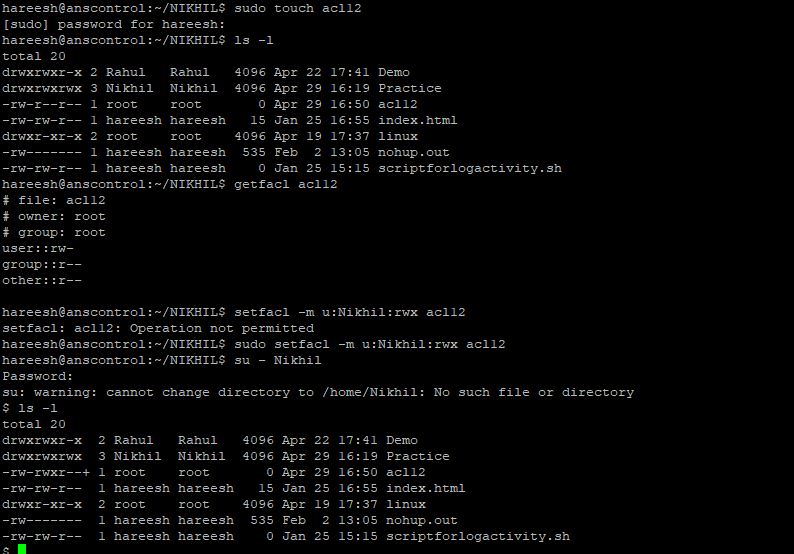 hareesh@anscontrol:~/NIKHIL$ sudo touch acl12
[sudo] password for hareesh:
hareesh@anscontrol:~/NIKHIL$ ls -l
total 20
drwxrwxr-x 2 Rahul   Rahul   4096 Apr 22 17:41 Demo
drwxrwxrwx 3 Nikhil  Nikhil  4096 Apr 29 16:19 Practice
-rw-r--r-- 1 root    root       0 Apr 29 16:50 acl12
-rw-rw-r-- 1 hareesh hareesh   15 Jan 25 16:55 index.html
drwxr-xr-x 2 root    root    4096 Apr 19 17:37 linux
-rw------- 1 hareesh hareesh  535 Feb  2 13:05 nohup.out
-rw-rw-r-- 1 hareesh hareesh    0 Jan 25 15:15 scriptforlogactivity.sh
hareesh@anscontrol:~/NIKHIL$ getfacl acl12
# file: acl12
# owner: root
# group: root
user::rw-
group::r--
other::r--

hareesh@anscontrol:~/NIKHIL$ setfacl -m u:Nikhil:rwx acl12
setfacl: acl12: Operation not permitted
hareesh@anscontrol:~/NIKHIL$ sudo setfacl -m u:Nikhil:rwx acl12
hareesh@anscontrol:~/NIKHIL$ su - Nikhil
Password:
su: warning: cannot change directory to /home/Nikhil: No such file or directory
$ ls -l
total 20
drwxrwxr-x  2 Rahul   Rahul   4096 Apr 22 17:41 Demo
drwxrwxrwx  3 Nikhil  Nikhil  4096 Apr 29 16:19 Practice
-rw-rwxr--+ 1 root    root       0 Apr 29 16:50 acl12
-rw-rw-r--  1 hareesh hareesh   15 Jan 25 16:55 index.html
drwxr-xr-x  2 root    root    4096 Apr 19 17:37 linux
-rw-------  1 hareesh hareesh  535 Feb  2 13:05 nohup.out
-rw-rw-r--  1 hareesh hareesh    0 Jan 25 15:15 scriptforlogactivity.sh
$